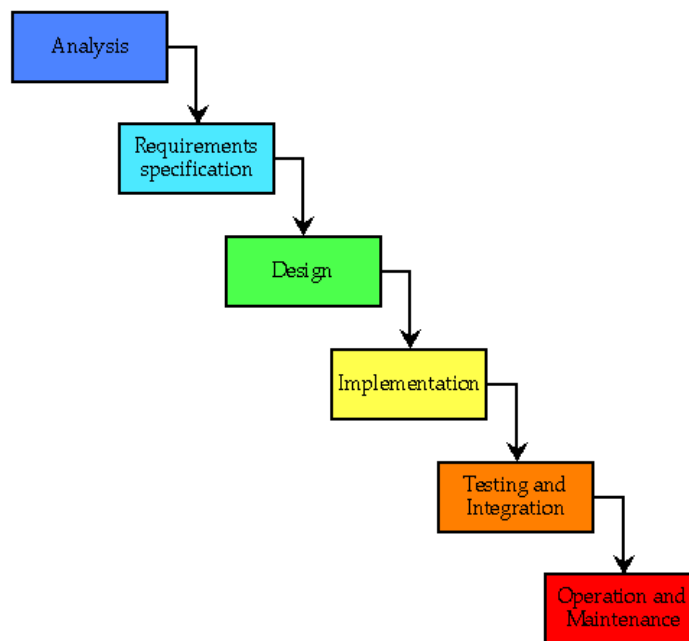 Analysis
Requirements
specification
Design
Implementation
Testing and
Integration
Operation and
Maintenance